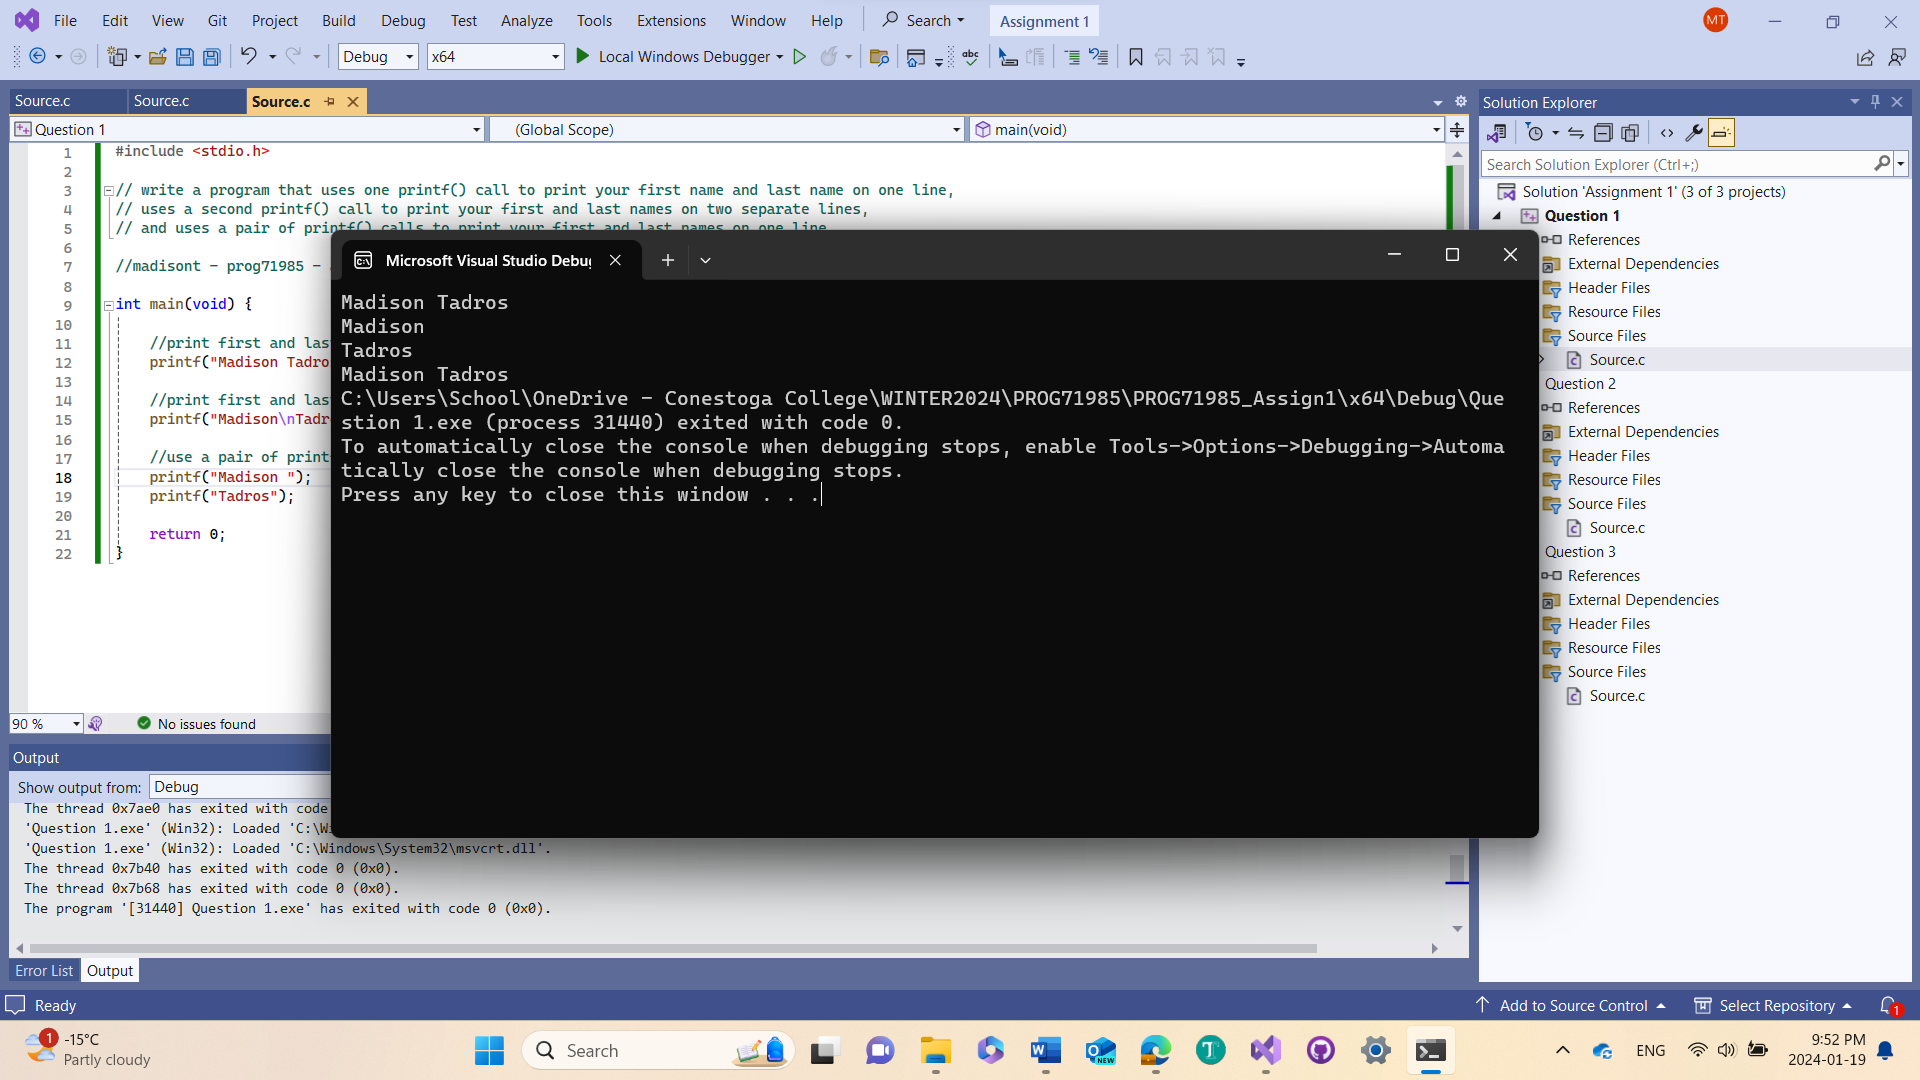 File Edit View Git Project Build Debug Test Analyze Tools Extensions Window Help Search Assignment 1 MT
Debug x64 Local Windows Debugger abc
Source.c Source.c Source.c
Question 1 (Global Scope) main(void)
1 #include <stdio.h>
2
3 // write a program that uses one printf() call to print your first name and last name on one line,
4 // uses a second printf() call to print your first and last names on two separate lines,
5 // and uses a pair of printf() calls to print your first and last names on one line
6
7 //madisont - prog71985 -
8
9 int main(void) {
10
11 //print first and las
12 printf("Madison Tadro
13
14 //print first and las
15 printf("Madison\nTadr
16
17 //use a pair of print
18 printf("Madison ");
19 printf("Tadros");
20
21 return 0;
22 }
90 % No issues found
Microsoft Visual Studio Debu
Madison Tadros
Madison
Tadros
Madison Tadros
C:\Users\School\OneDrive - Conestoga College\WINTER2024\PROG71985\PROG71985_Assign1\x64\Debug\Que
stion 1.exe (process 31440) exited with code 0.
To automatically close the console when debugging stops, enable Tools->Options->Debugging->Automa
tically close the console when debugging stops.
Press any key to close this window . . .
Output
Show output from: Debug
The thread 0x7ae0 has exited with code
'Question 1.exe' (Win32): Loaded 'C:\Wi
'Question 1.exe' (Win32): Loaded 'C:\Windows\System32\msvcrt.dll'.
The thread 0x7b40 has exited with code 0 (0x0).
The thread 0x7b68 has exited with code 0 (0x0).
The program '[31440] Question 1.exe' has exited with code 0 (0x0).
Error List Output
Solution Explorer
Search Solution Explorer (Ctrl+;)
Solution 'Assignment 1' (3 of 3 projects)
Question 1
References
External Dependencies
Header Files
Resource Files
Source Files
Source.c
Question 2
References
External Dependencies
Header Files
Resource Files
Source Files
Source.c
Question 3
References
External Dependencies
Header Files
Resource Files
Source Files
Source.c
Ready Add to Source Control Select Repository 1
1 -15°C
Partly cloudy
Search
NEW
ENG
9:52 PM
2024-01-19